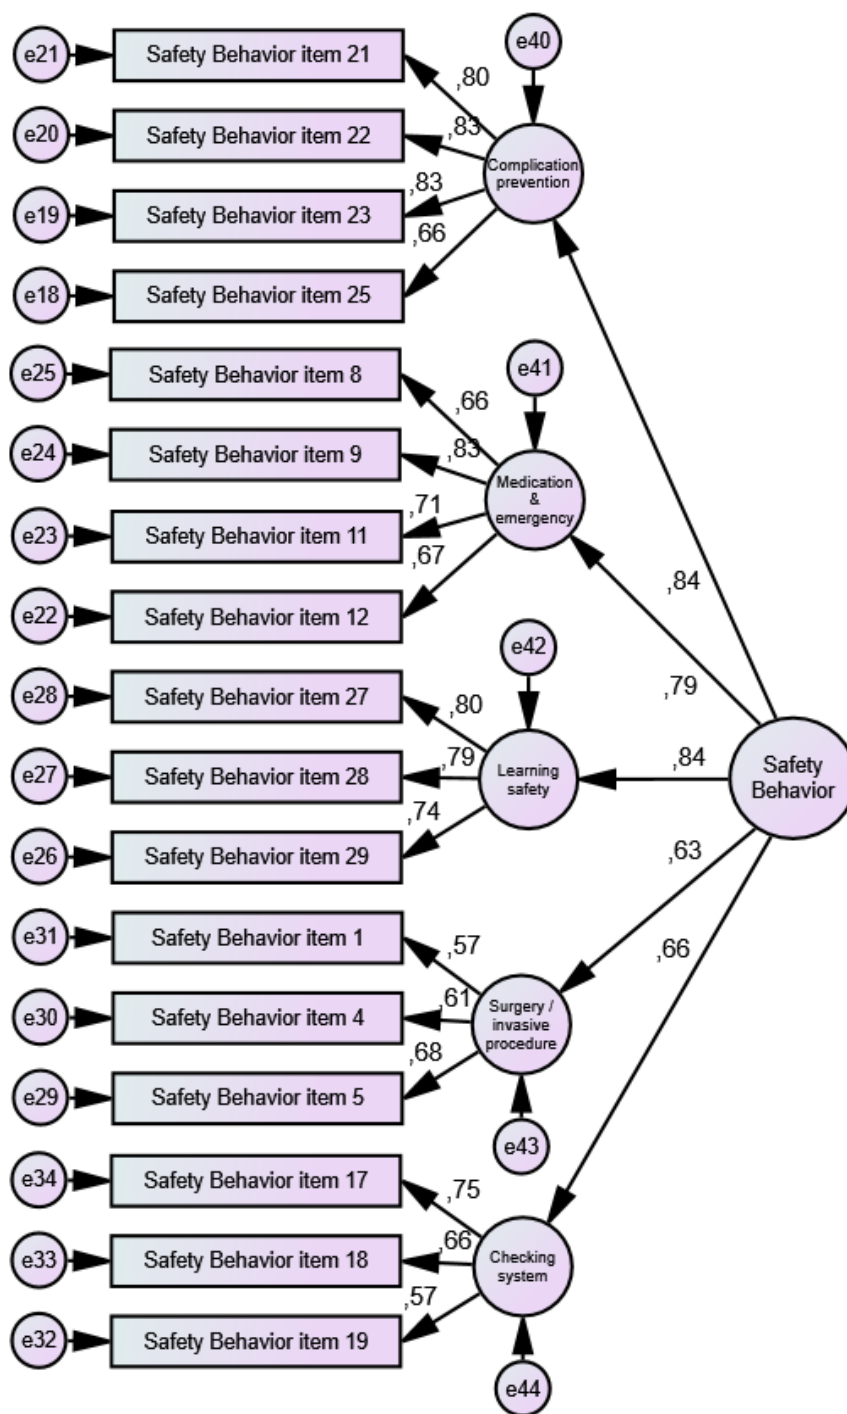 e21
Safety Behavior item 21
e40
,80
e20
Safety Behavior item 22
,83
Complication
prevention
e19
Safety Behavior item 23
,83
,66
e18
Safety Behavior item 25
e25
Safety Behavior item 8
e41
,66
e24
Safety Behavior item 9
,83
Medication
&
emergency
e23
Safety Behavior item 11
,71
,67
,84
e22
Safety Behavior item 12
e42
e28
Safety Behavior item 27
,80
,79
e27
Safety Behavior item 28
,79
Learning
safety
,84
Safety
Behavior
e26
Safety Behavior item 29
,74
,63
e31
Safety Behavior item 1
,57
,66
e30
Safety Behavior item 4
,61
Surgery /
invasive
procedure
e29
Safety Behavior item 5
,68
e43
e34
Safety Behavior item 17
,75
e33
Safety Behavior item 18
,66
Checking
system
e32
Safety Behavior item 19
,57
e44